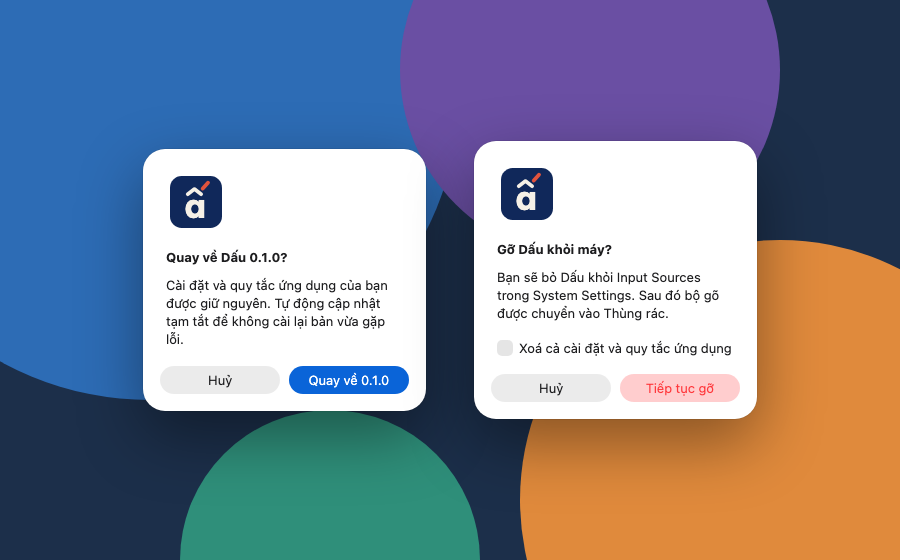 ấ
Quay về Dấu 0.1.0?
Cài đặt và quy tắc ứng dụng của bạn
được giữ nguyên. Tự động cập nhật
tạm tắt để không cài lại bản vừa gặp
lỗi.
Huỷ
Quay về 0.1.0
ấ
Gỡ Dấu khỏi máy?
Bạn sẽ bỏ Dấu khỏi Input Sources
trong System Settings. Sau đó bộ gõ
được chuyển vào Thùng rác.
Xoá cả cài đặt và quy tắc ứng dụng
Huỷ
Tiếp tục gỡ